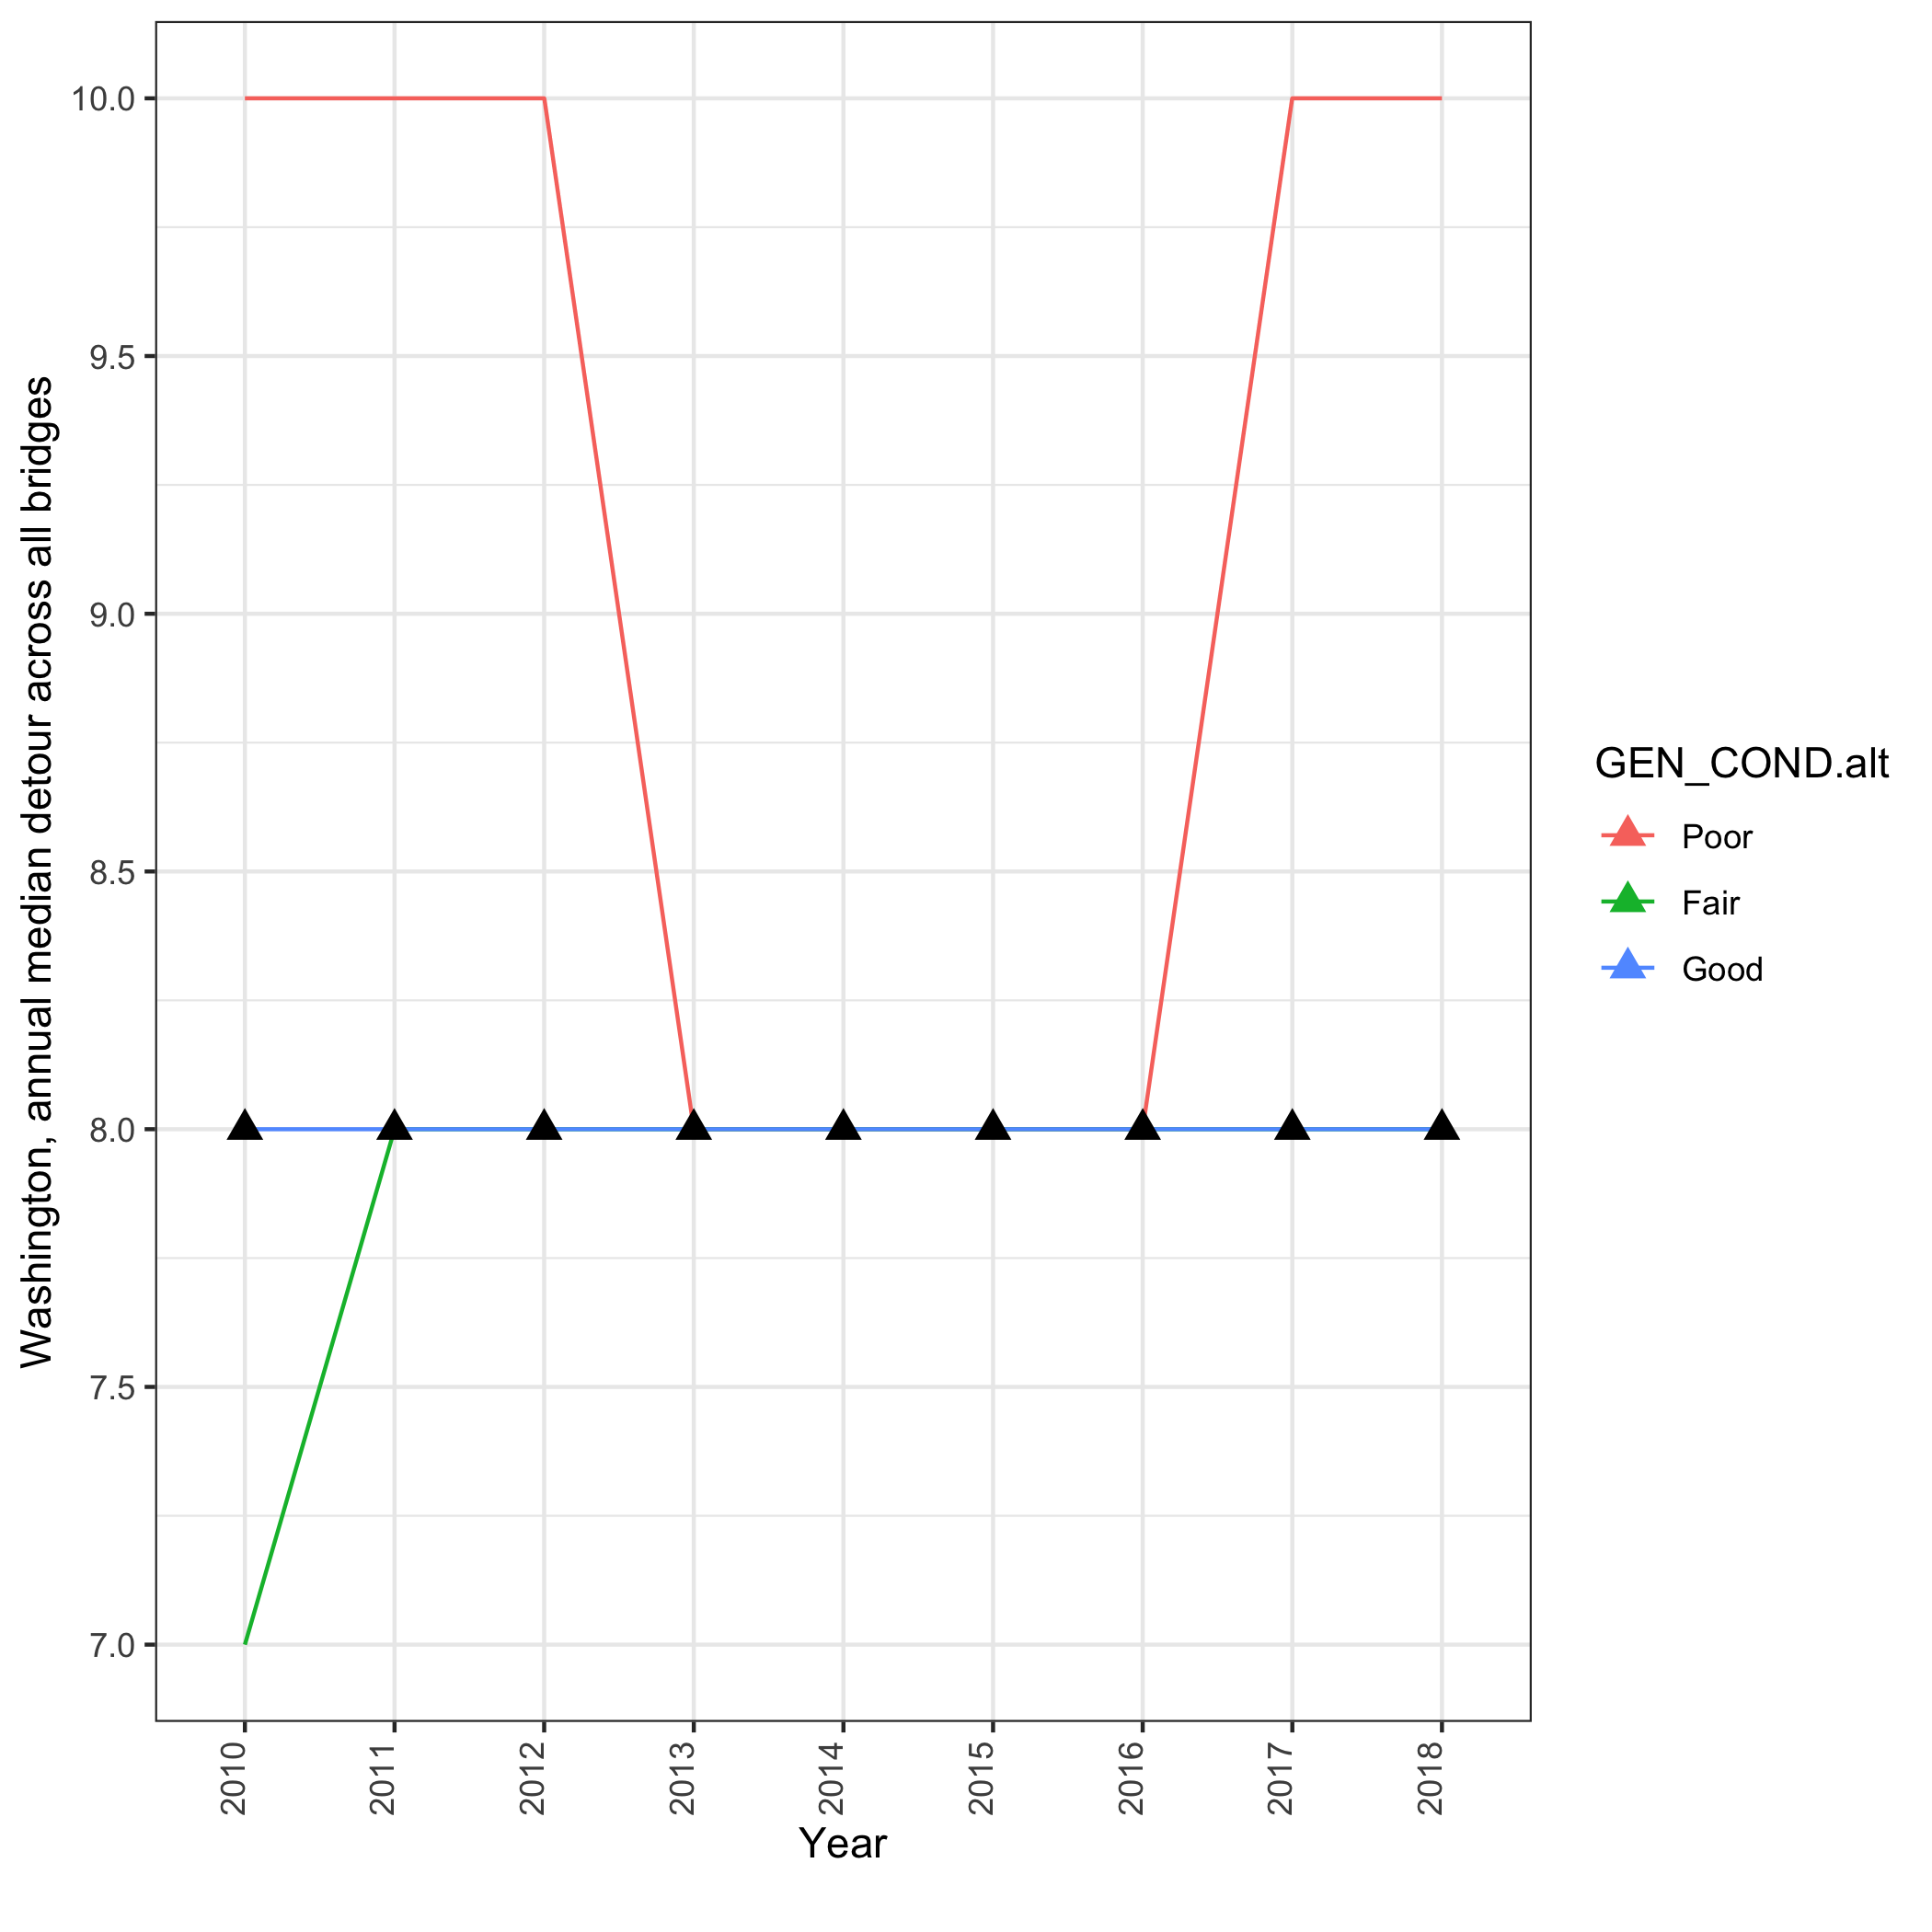 Washington, annual median detour across all bridges
10.0
9.5
9.0
8.5
8.0
7.5
7.0
2010
2011
2012
2013
2014
2015
2016
2017
2018
Year
GEN_COND.alt
Poor
Fair
Good